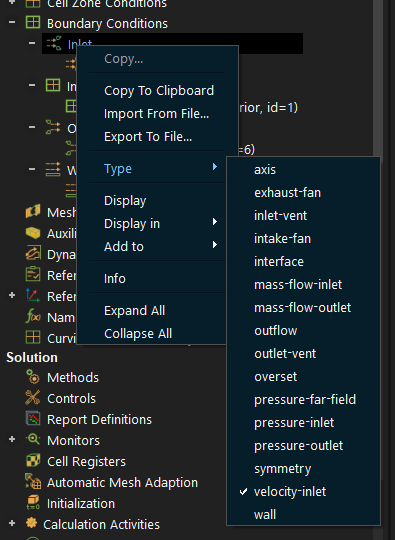 Cell Zone Conditions
Boundary Conditions
Inlet
Copy...
In
Copy To Clipboard
Import From File...
rior, id=1)
Export To File...
O
=6)
Type
W
axis
exhaust-fan
Display
inlet-vent
Mesh
Display in
intake-fan
Auxili
Add to
interface
Dyna
mass-flow-inlet
Refer
Info
mass-flow-outlet
Refer
outflow
Nam
Expand All
outlet-vent
Curvi
Collapse All
Solution
overset
Methods
pressure-far-field
Controls
pressure-inlet
Report Definitions
pressure-outlet
Monitors
symmetry
Cell Registers
velocity-inlet
Automatic Mesh Adaption
wall
Initialization
Calculation Activities